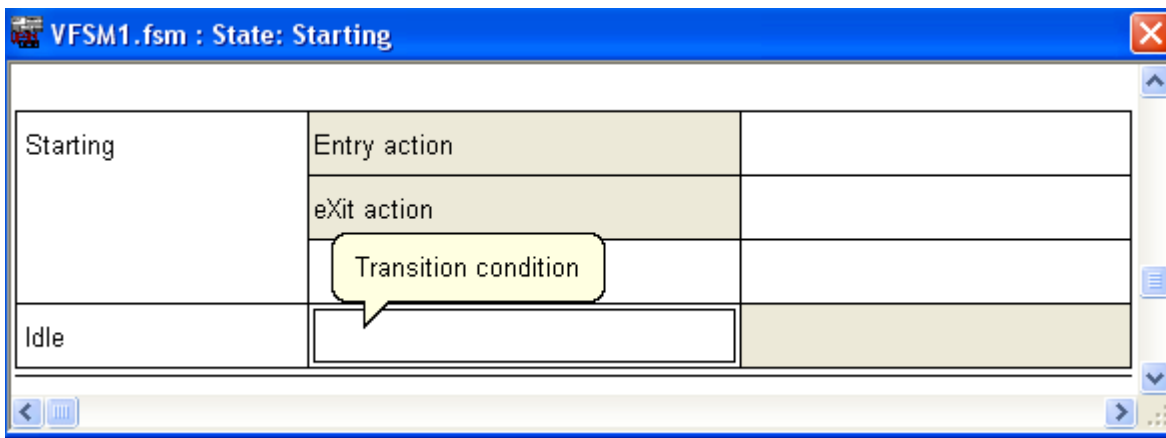 VFSM1.fsm : State: Starting
Starting
Entry action
eXit action
Transition condition
Idle